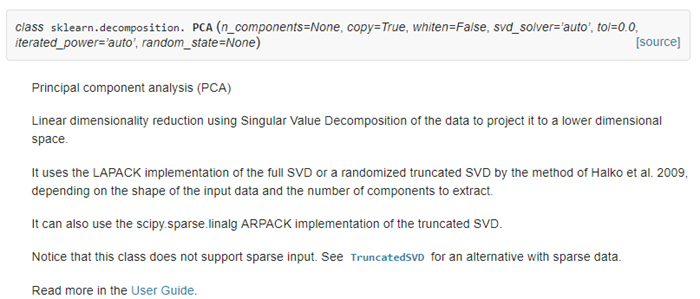 class sklearn.decomposition. PCA (n_components=None, copy=True, whiten=False, svd_solver='auto', tol=0.0,
iterated_power='auto', random_state=None) [source]
Principal component analysis (PCA)
Linear dimensionality reduction using Singular Value Decomposition of the data to project it to a lower dimensional
space.
It uses the LAPACK implementation of the full SVD or a randomized truncated SVD by the method of Halko et al. 2009,
depending on the shape of the input data and the number of components to extract.
It can also use the scipy.sparse.linalg ARPACK implementation of the truncated SVD.
Notice that this class does not support sparse input. See TruncatedSVD for an alternative with sparse data.
Read more in the User Guide.